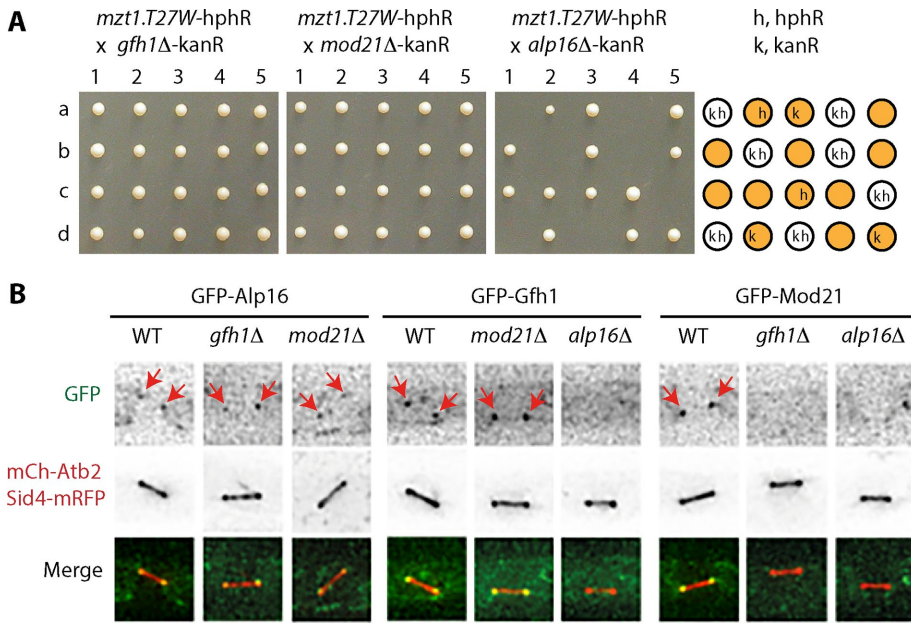 A
mzt1.T27W-hphR
x gfh1Δ-kanR
mzt1.T27W-hphR
x mod21Δ-kanR
mzt1.T27W-hphR
x alp16Δ-kanR
h, hphR
k, kanR
1 2 3 4 5
1 2 3 4 5
1 2 3 4 5
a
kh h k kh
b
kh kh
c
h kh
d
kh k kh k
B
GFP-Alp16
GFP-Gfh1
GFP-Mod21
WT gfh1Δ mod21Δ
WT mod21Δ alp16Δ
WT gfh1Δ alp16Δ
GFP
mCh-Atb2
Sid4-mRFP
Merge